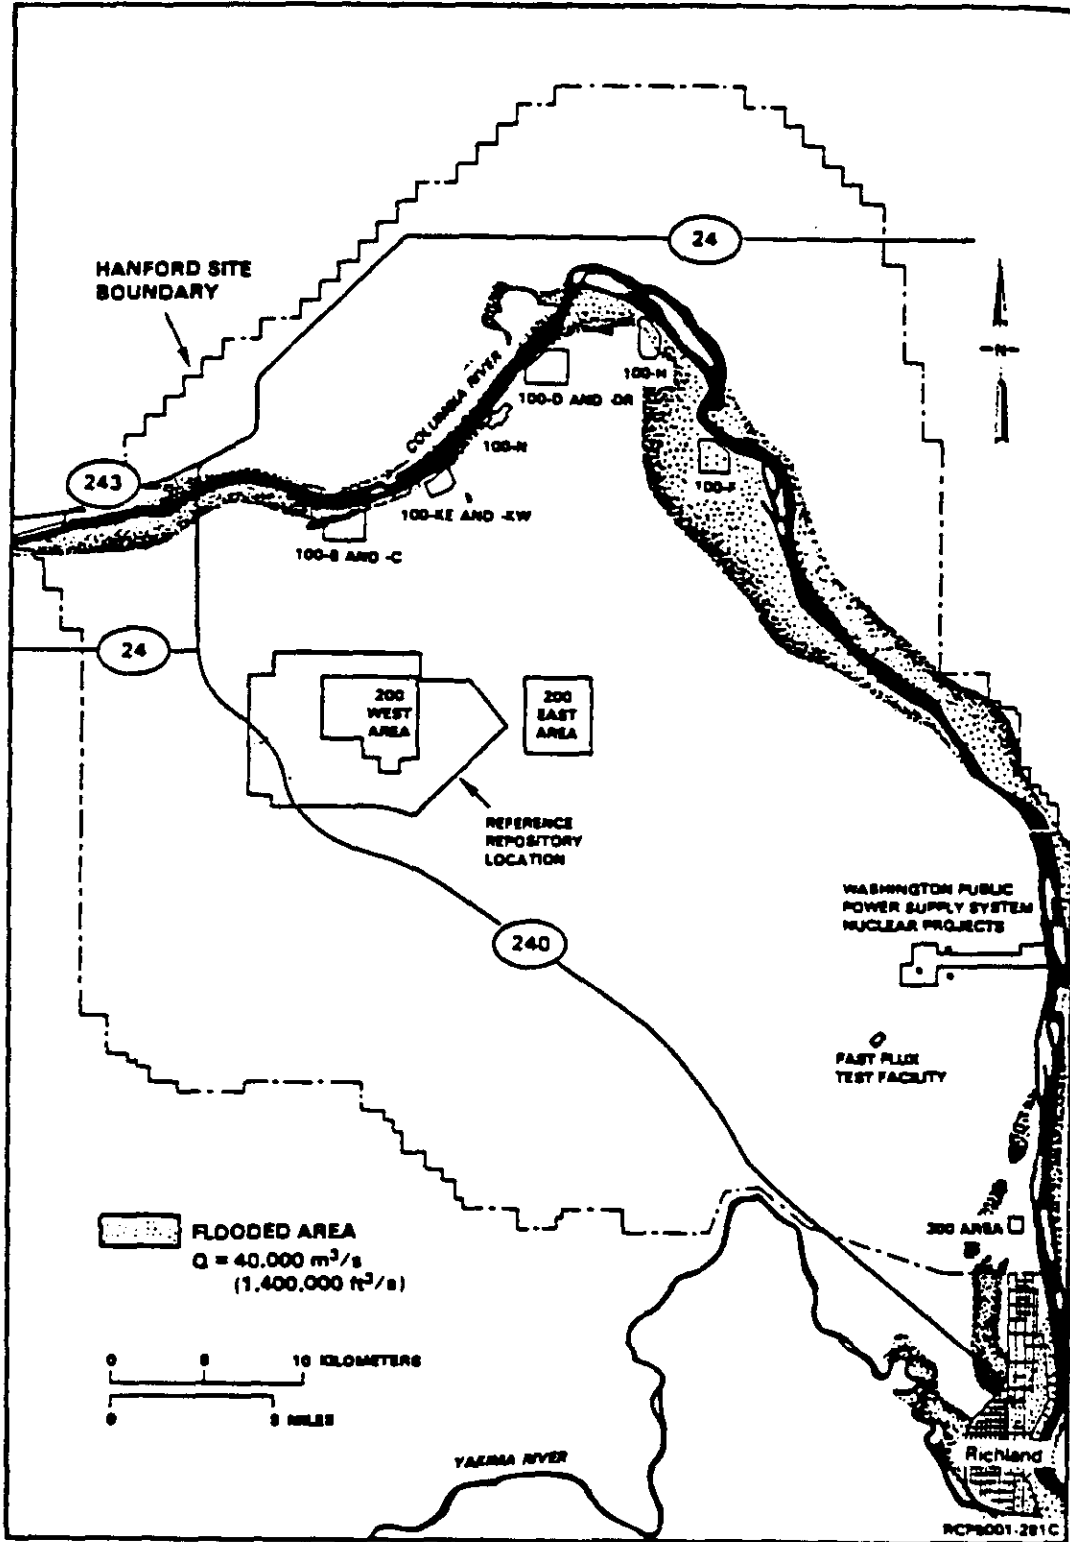 24
HANFORD SITE
BOUNDARY
-N-
COLUMBIA RIVER
100-H
100-D AND -DR
100-N
243
100-F
100-KE AND -KW
100-B AND -C
24
200
WEST
AREA
200
EAST
AREA
REFERENCE
REPOSITORY
LOCATION
WASHINGTON PUBLIC
POWER SUPPLY SYSTEM
NUCLEAR PROJECTS
240
FAST FLUX
TEST FACILITY
300 AREA
FLOODED AREA
Q = 40,000 m³/s
(1,400,000 ft³/s)
0 10 KILOMETERS
0 MILES
Richland
YAKIMA RIVER
RCP8001-281C